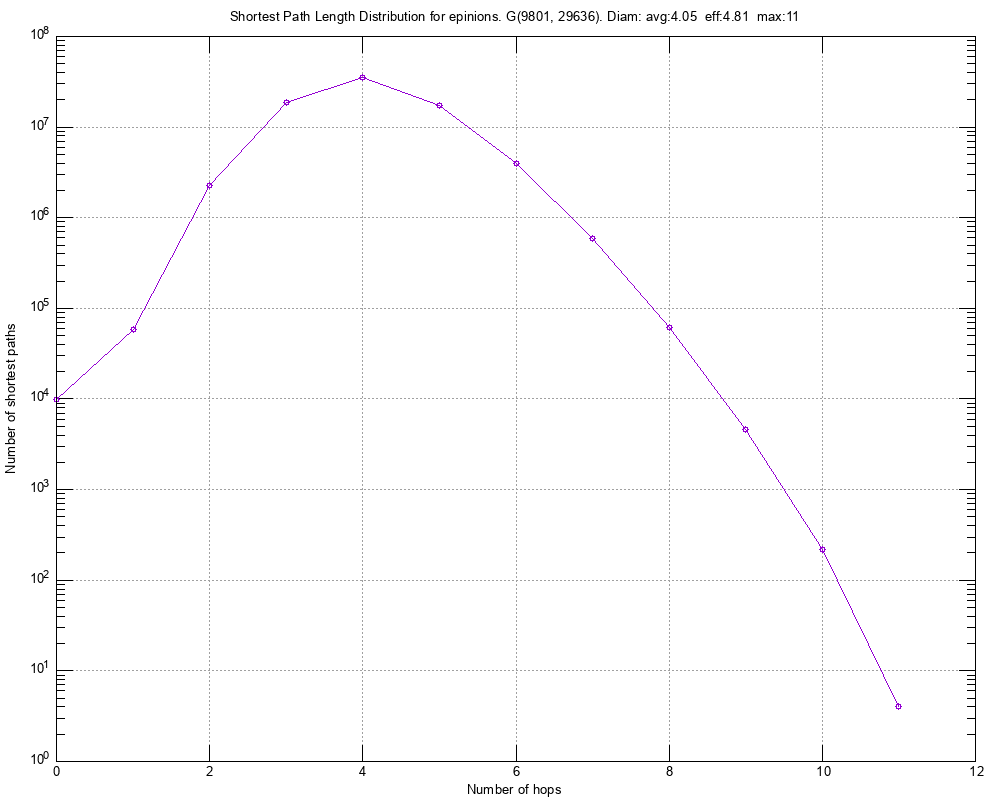 Shortest Path Length Distribution for epinions. G(9801, 29636). Diam: avg:4.05 eff:4.81 max:11
10^8
10^7
10^6
10^5
10^4
10^3
10^2
10^1
10^0
Number of shortest paths
0 2 4 6 8 10 12
Number of hops